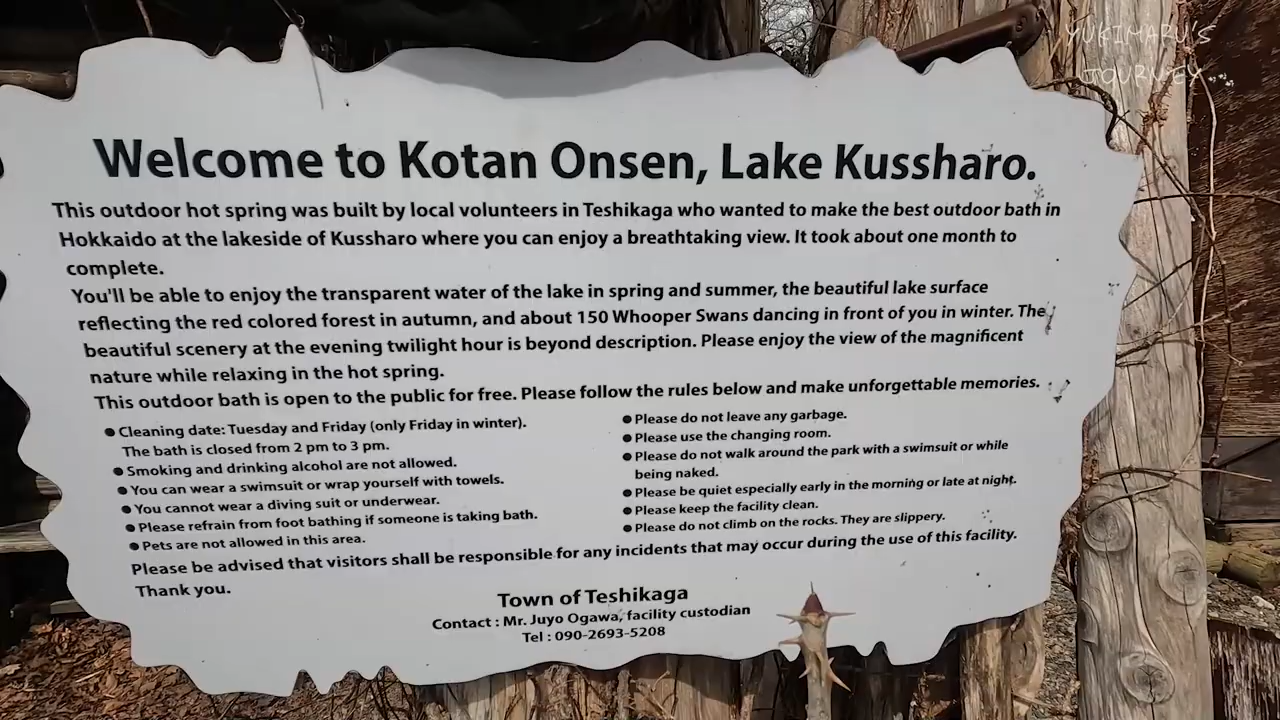 YUKIMARU'S
JOURNEY...
Welcome to Kotan Onsen, Lake Kussharo.
This outdoor hot spring was built by local volunteers in Teshikaga who wanted to make the best outdoor bath in
Hokkaido at the lakeside of Kussharo where you can enjoy a breathtaking view. It took about one month to
complete.
You'll be able to enjoy the transparent water of the lake in spring and summer, the beautiful lake surface
reflecting the red colored forest in autumn, and about 150 Whooper Swans dancing in front of you in winter. The
beautiful scenery at the evening twilight hour is beyond description. Please enjoy the view of the magnificent
nature while relaxing in the hot spring.
This outdoor bath is open to the public for free. Please follow the rules below and make unforgettable memories.
● Cleaning date: Tuesday and Friday (only Friday in winter).
The bath is closed from 2 pm to 3 pm.
● Smoking and drinking alcohol are not allowed.
● You can wear a swimsuit or wrap yourself with towels.
● You cannot wear a diving suit or underwear.
● Please refrain from foot bathing if someone is taking bath.
● Pets are not allowed in this area.
● Please do not leave any garbage.
● Please use the changing room.
● Please do not walk around the park with a swimsuit or while
being naked.
● Please be quiet especially early in the morning or late at night.
● Please keep the facility clean.
● Please do not climb on the rocks. They are slippery.
Please be advised that visitors shall be responsible for any incidents that may occur during the use of this facility.
Thank you.
Town of Teshikaga
Contact : Mr. Juyo Ogawa, facility custodian
Tel : 090-2693-5208